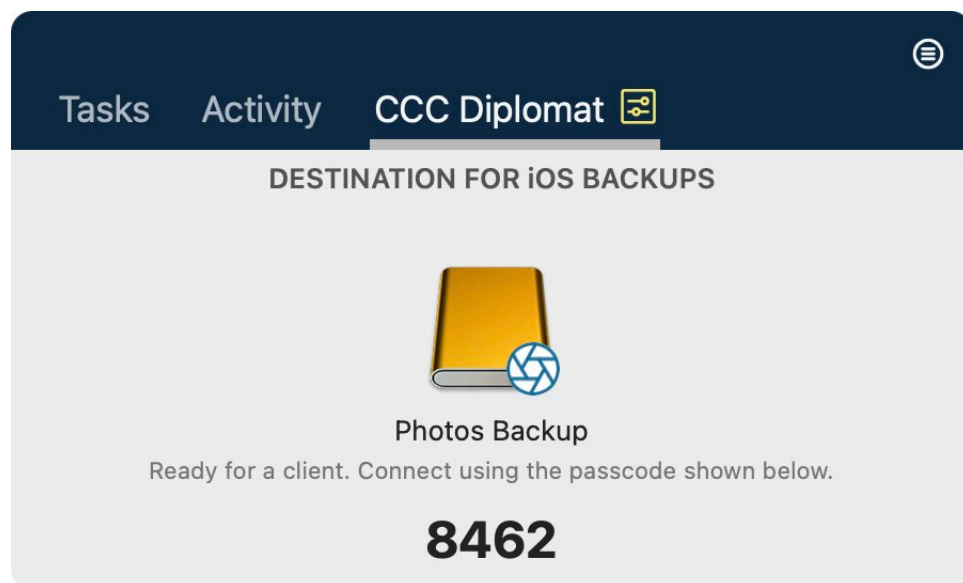 Tasks Activity CCC Diplomat
DESTINATION FOR iOS BACKUPS
Photos Backup
Ready for a client. Connect using the passcode shown below.
8462